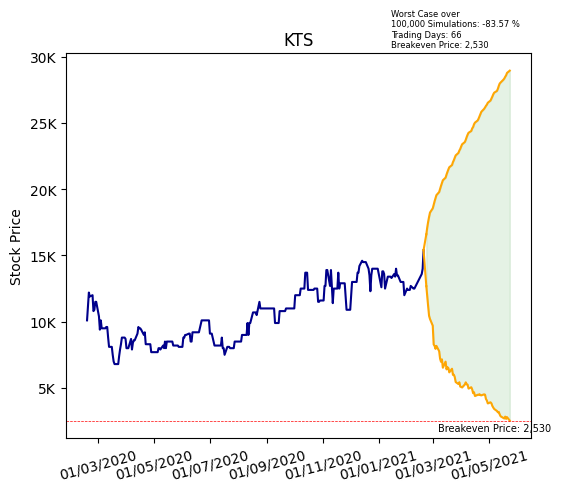 Worst Case over
100,000 Simulations: -83.57 %
Trading Days: 66
Breakeven Price: 2,530
KTS
30K
25K
20K
15K
10K
5K
Stock Price
Breakeven Price: 2,530
01/03/2020 01/05/2020 01/07/2020 01/09/2020 01/11/2020 01/01/2021 01/03/2021 01/05/2021